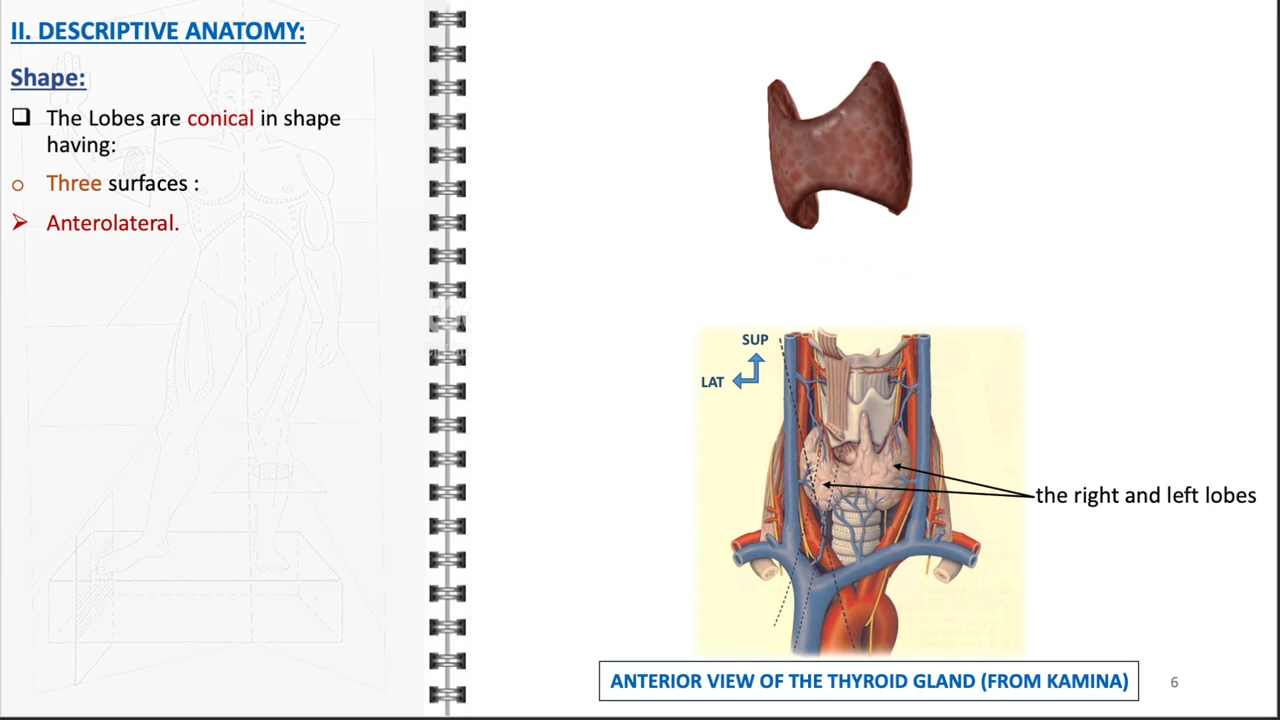 II. DESCRIPTIVE ANATOMY:
Shape:
❑ The Lobes are conical in shape
having:
o Three surfaces :
➢ Anterolateral.
SUP
LAT
the right and left lobes
ANTERIOR VIEW OF THE THYROID GLAND (FROM KAMINA)
6